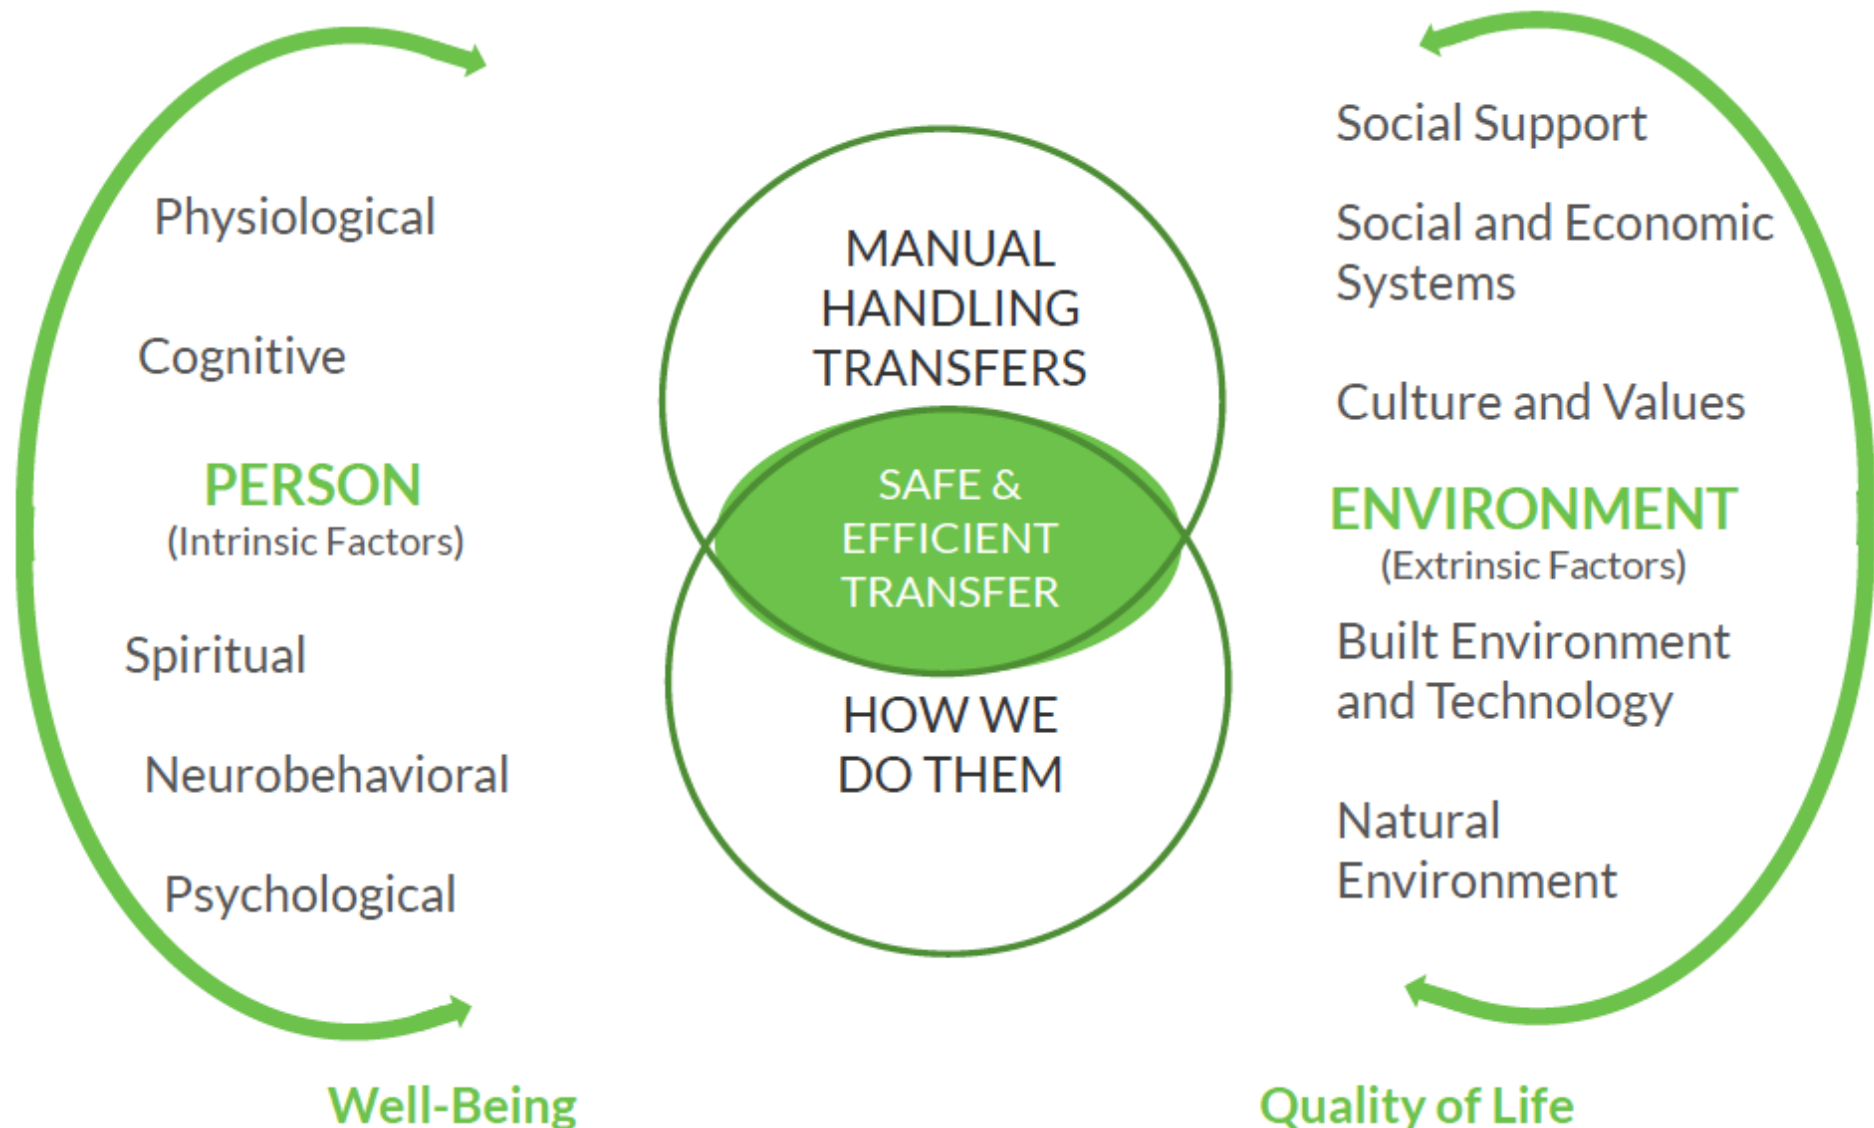 Physiological
Cognitive
PERSON
(Intrinsic Factors)
Spiritual
Neurobehavioral
Psychological
MANUAL
HANDLING
TRANSFERS
SAFE &
EFFICIENT
TRANSFER
HOW WE
DO THEM
Social Support
Social and Economic
Systems
Culture and Values
ENVIRONMENT
(Extrinsic Factors)
Built Environment
and Technology
Natural
Environment
Well-Being
Quality of Life